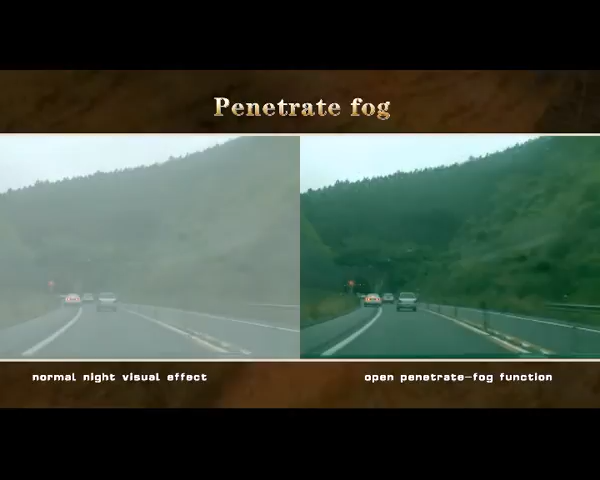 Penetrate fog
normal night visual effect
open penetrate-fog function